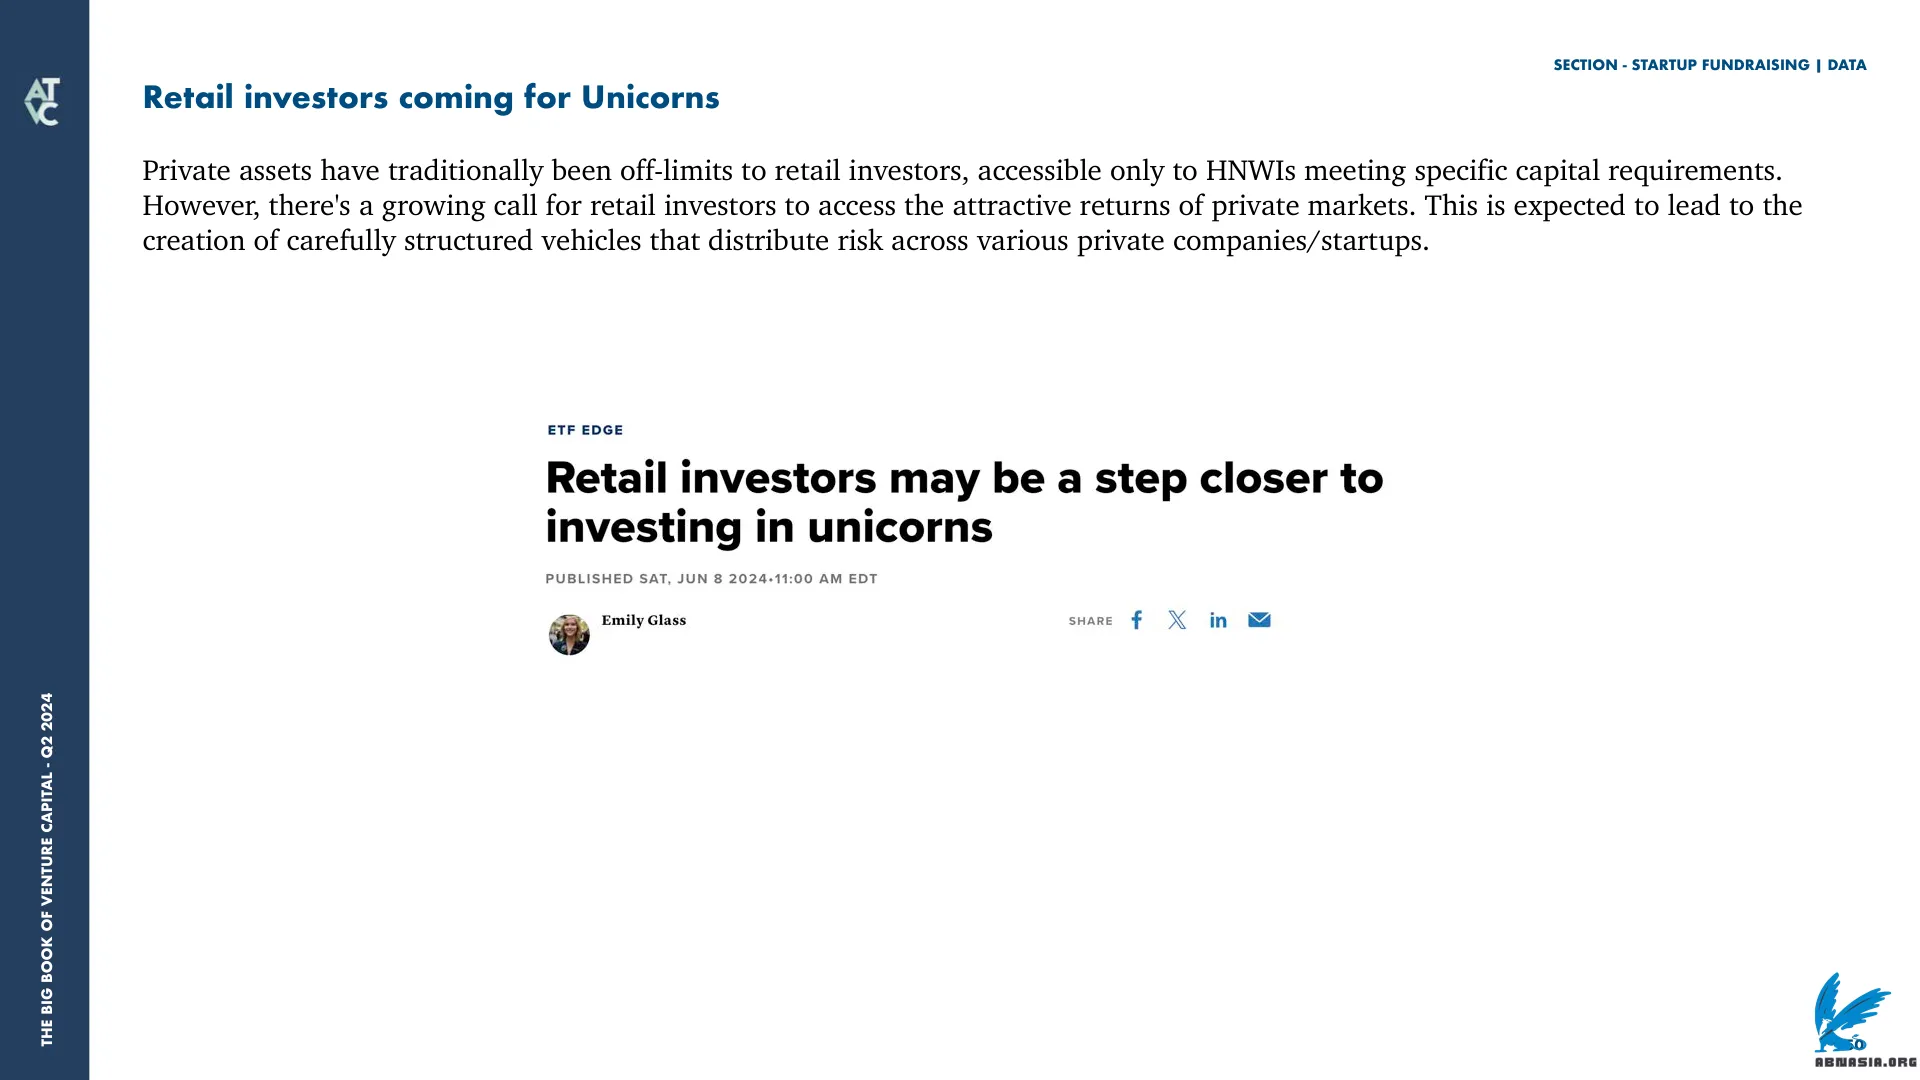 SECTION - STARTUP FUNDRAISING | DATA
AT
VC
Retail investors coming for Unicorns
Private assets have traditionally been off-limits to retail investors, accessible only to HNWIs meeting specific capital requirements.
However, there's a growing call for retail investors to access the attractive returns of private markets. This is expected to lead to the
creation of carefully structured vehicles that distribute risk across various private companies/startups.
ETF EDGE
Retail investors may be a step closer to
investing in unicorns
PUBLISHED SAT, JUN 8 2024•11:00 AM EDT
Emily Glass
SHARE
THE BIG BOOK OF VENTURE CAPITAL - Q2 2024
50
ABNASIA.ORG